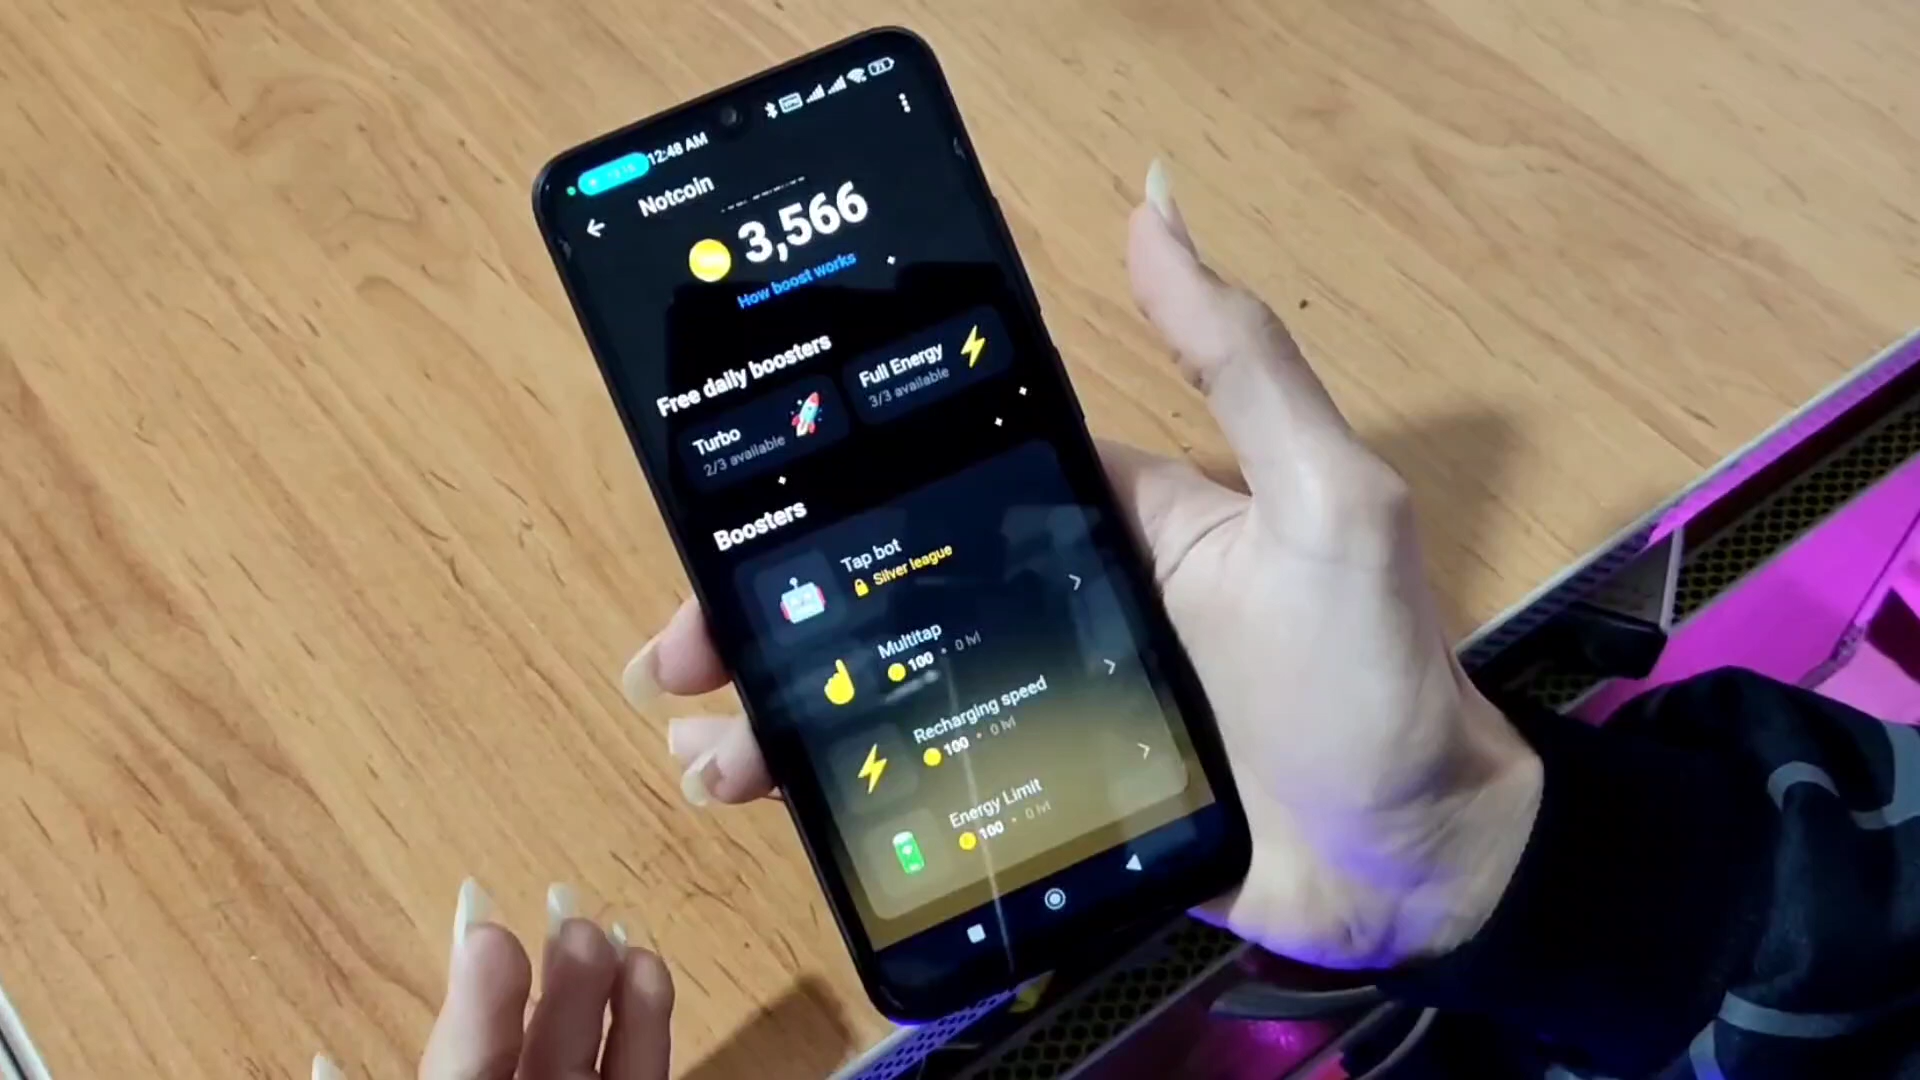 12:48 AM
71
Notcoin
3,566
How boost works
Free daily boosters
Turbo
2/3 available
Full Energy
3/3 available
Boosters
Tap bot
Silver league
Multitap
100 • 0 lvl
Recharging speed
100 • 0 lvl
Energy Limit
100 • 0 lvl